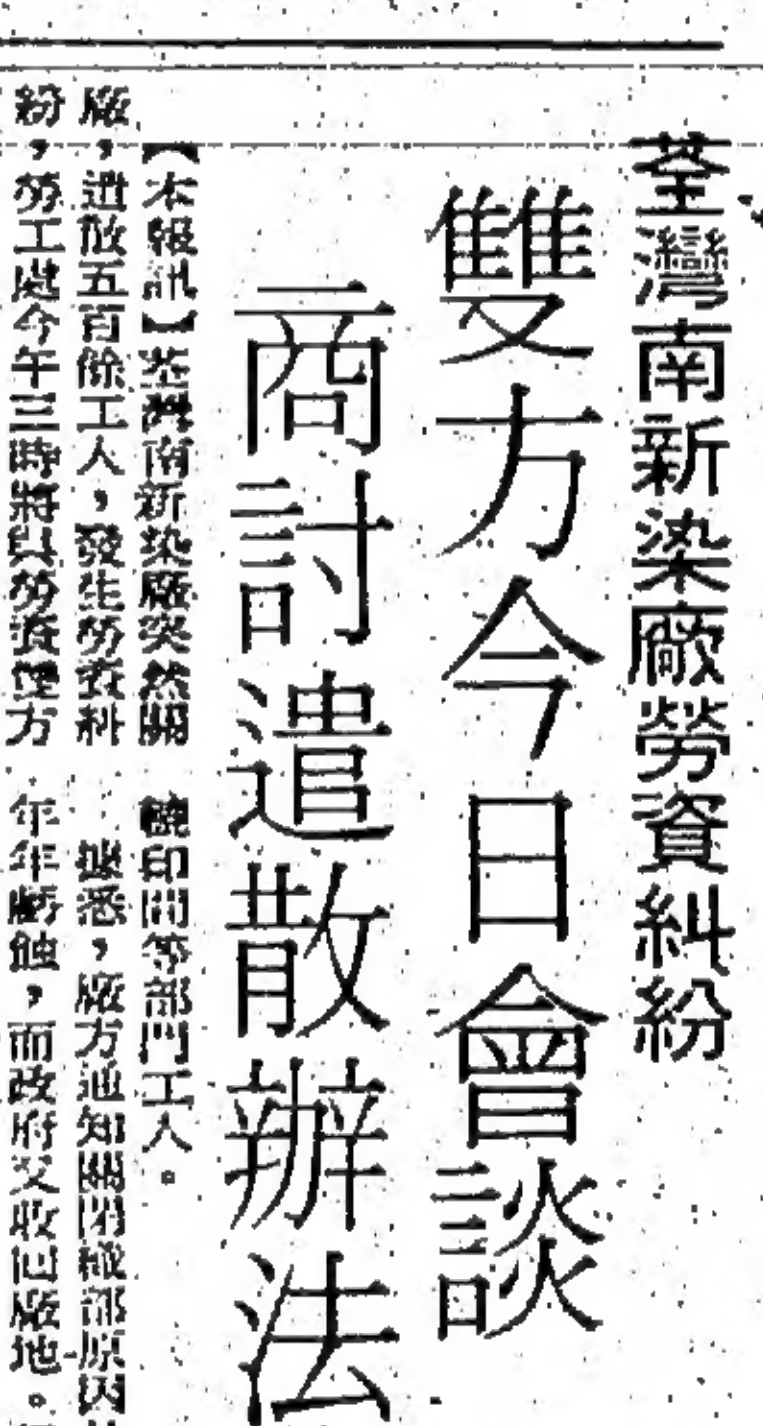 荃灣南新染廠勞資糾紛
雙方今日會談
商討遣散辦法
【本報訊】荃灣南新染廠突然關
廠,遣散五百餘工人,發生勞資糾
紛,勞工處今午三時將與勞資雙方
印間等部門工人。
據悉,廠方通知關閉織部原因
年年虧蝕,而政府又收回廠地。